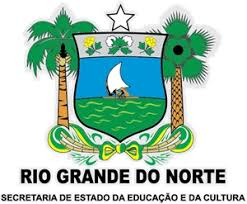 RIO GRANDE DO NORTE
SECRETARIA DE ESTADO DA EDUCAÇÃO E DA CULTURA